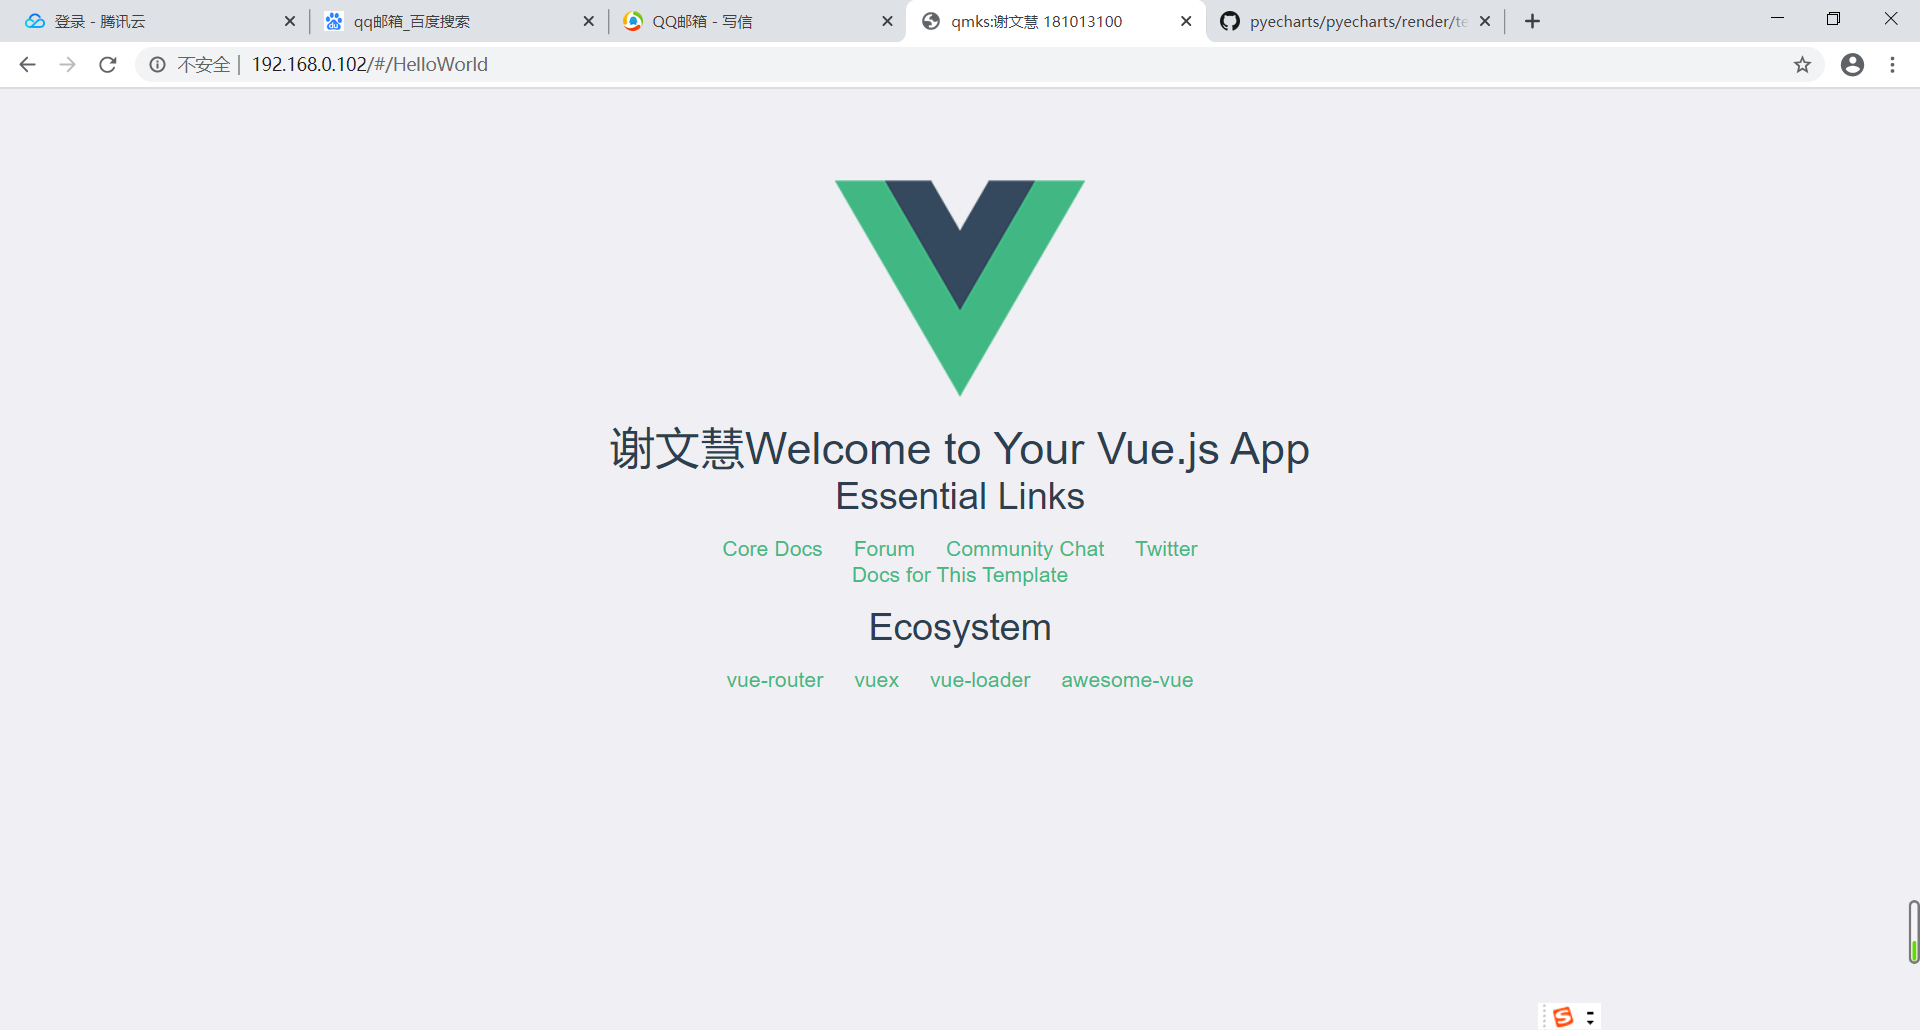 登录 - 腾讯云
qq邮箱_百度搜索
QQ邮箱 - 写信
qmks:谢文慧 181013100
pyecharts/pyecharts/render/te
不安全 | 192.168.0.102/#/HelloWorld
谢文慧Welcome to Your Vue.js App
Essential Links
Core Docs Forum Community Chat Twitter
Docs for This Template
Ecosystem
vue-router vuex vue-loader awesome-vue